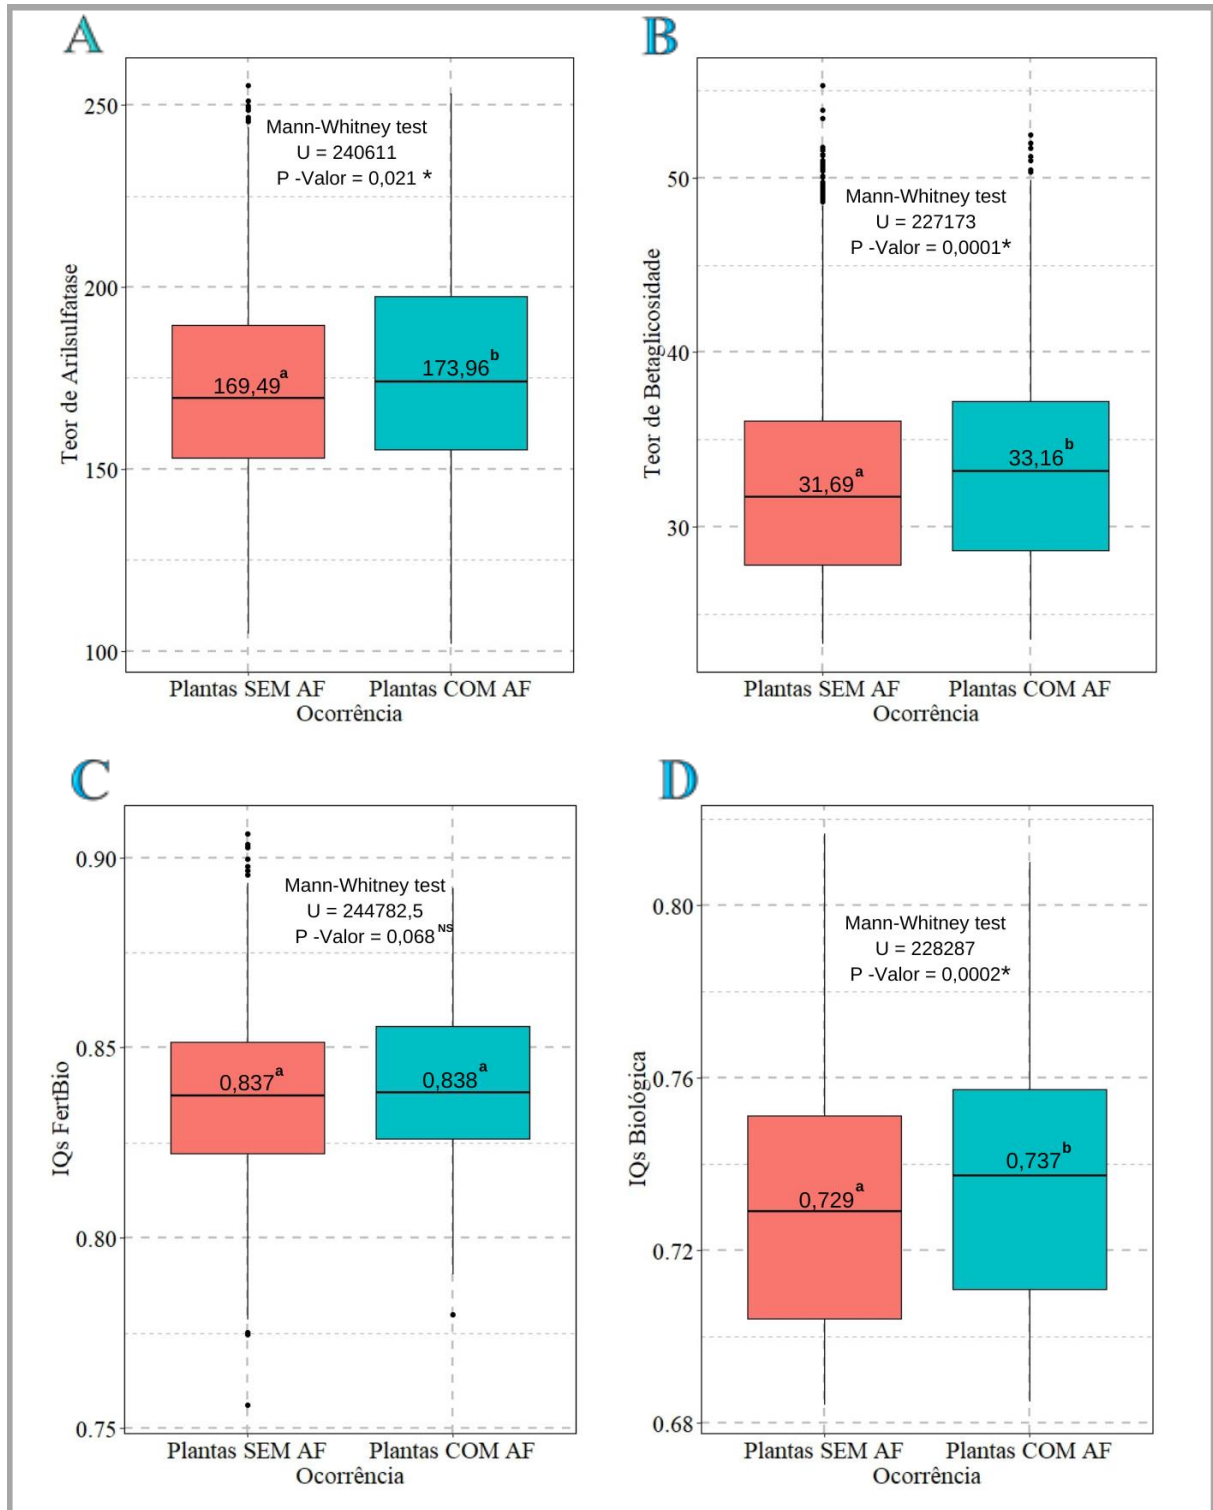 A
250
200
150
100
Teor de Arilsulfatase
Mann-Whitney test
U = 240611
P -Valor = 0,021 *
169,49a
173,96b
Plantas SEM AF
Plantas COM AF
Ocorrência
B
50
40
30
Teor de Betaglicosidade
Mann-Whitney test
U = 227173
P -Valor = 0,0001*
31,69a
33,16b
Plantas SEM AF
Plantas COM AF
Ocorrência
C
0.90
0.85
0.80
0.75
IQs FertBio
Mann-Whitney test
U = 244782,5
P -Valor = 0,068NS
0,837a
0,838a
Plantas SEM AF
Plantas COM AF
Ocorrência
D
0.80
0.76
0.72
0.68
IQs Biológica
Mann-Whitney test
U = 228287
P -Valor = 0,0002*
0,729a
0,737b
Plantas SEM AF
Plantas COM AF
Ocorrência